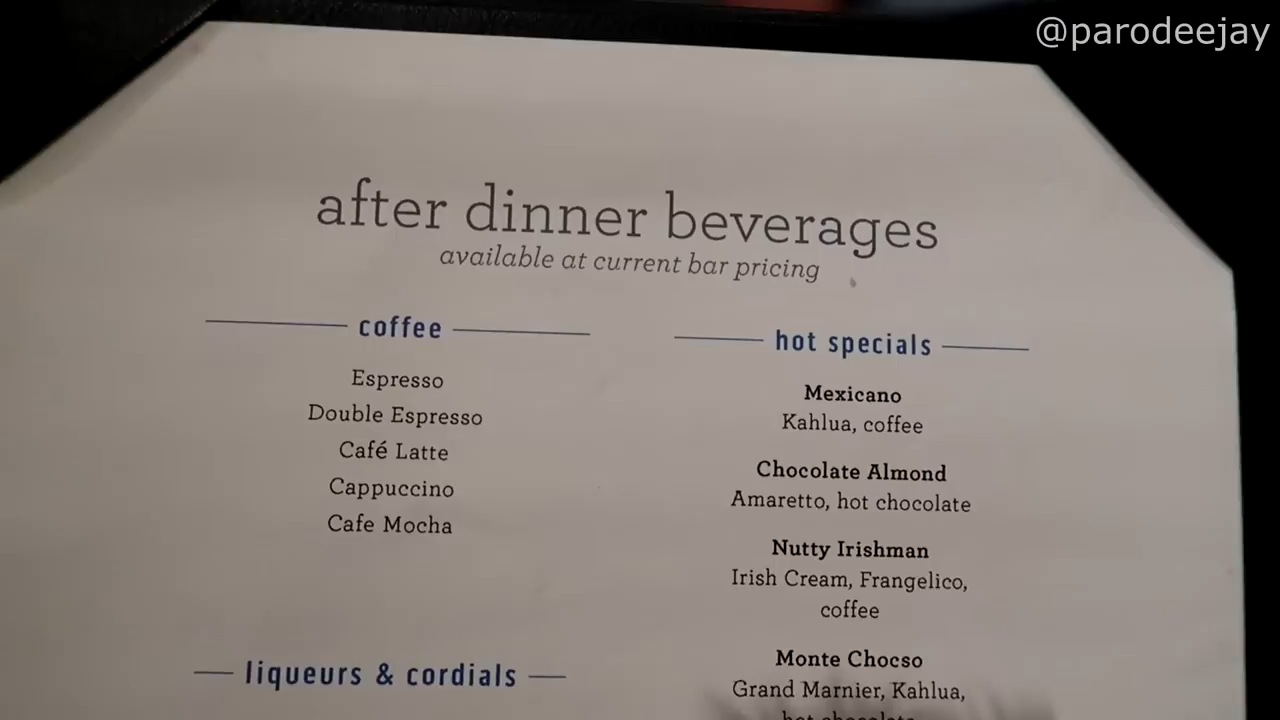 @parodeejay
after dinner beverages
available at current bar pricing
coffee
Espresso
Double Espresso
Café Latte
Cappuccino
Cafe Mocha
liqueurs & cordials
hot specials
Mexicano
Kahlua, coffee
Chocolate Almond
Amaretto, hot chocolate
Nutty Irishman
Irish Cream, Frangelico,
coffee
Monte Chocso
Grand Marnier, Kahlua,
hot chocolate